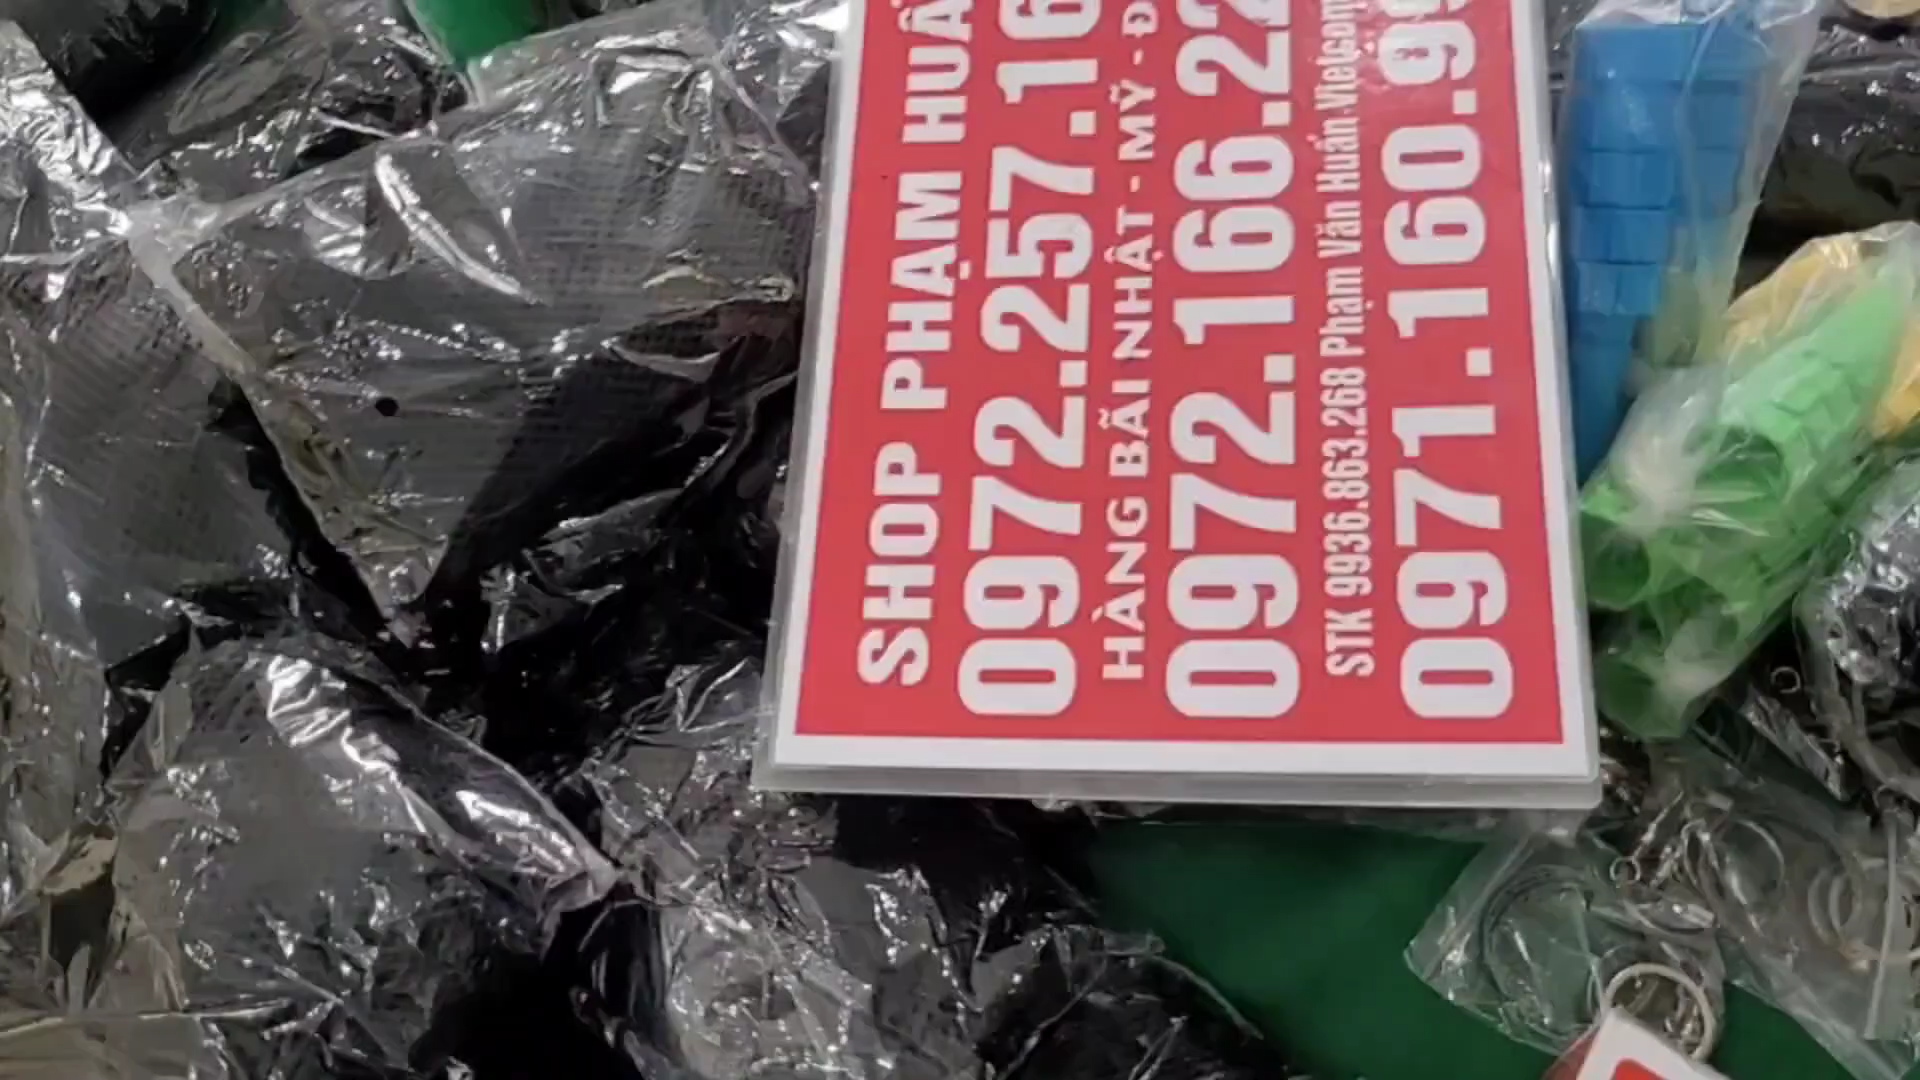 SHOP PHẠM HUẤ
0972.257.16
HÀNG BÃI NHẬT - MỸ - Đ
0972.166.22
STK 9936.863.268 Phạm Văn Huấn Vietcom
0971.160.99